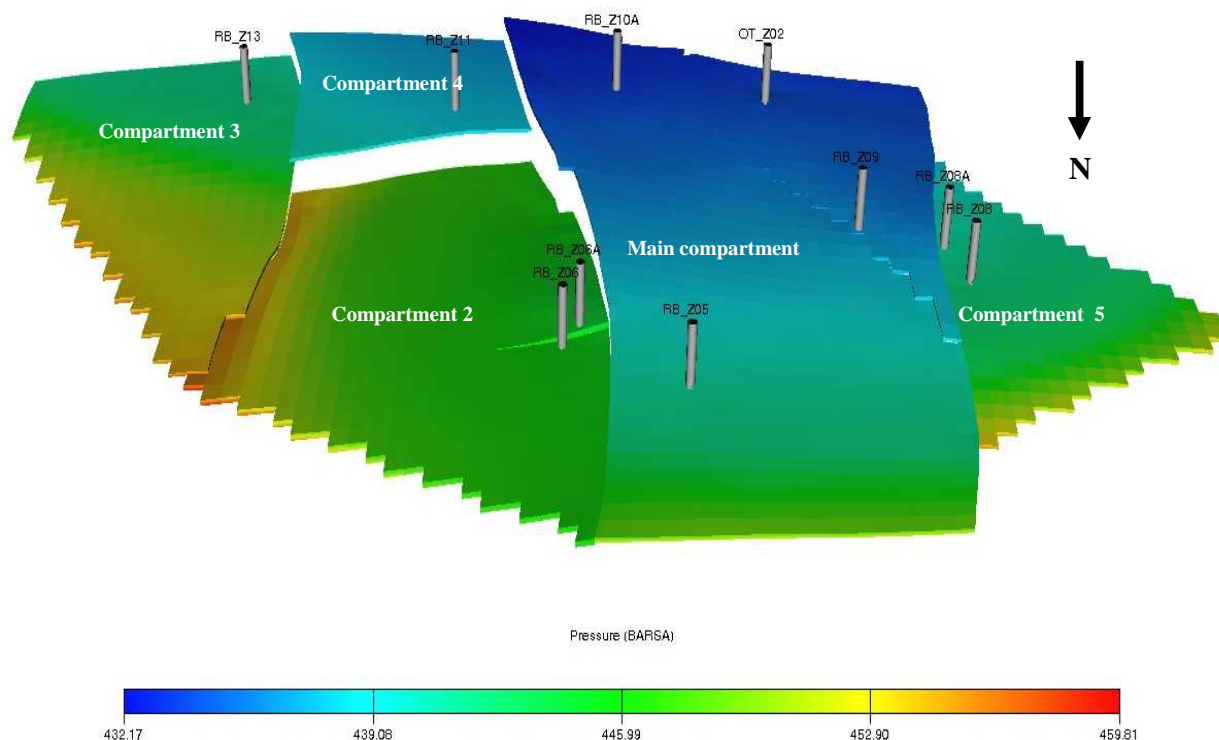 RB_Z13
RB_Z11
RB_Z10A
OT_Z02
Compartment 4
Compartment 3
N
RB_Z09
RB_Z08A
RB_Z08
RB_Z06A
RB_Z06
Main compartment
Compartment 2
RB_Z05
Compartment 5
Pressure (BARSA)
432.17 439.08 445.99 452.90 459.81